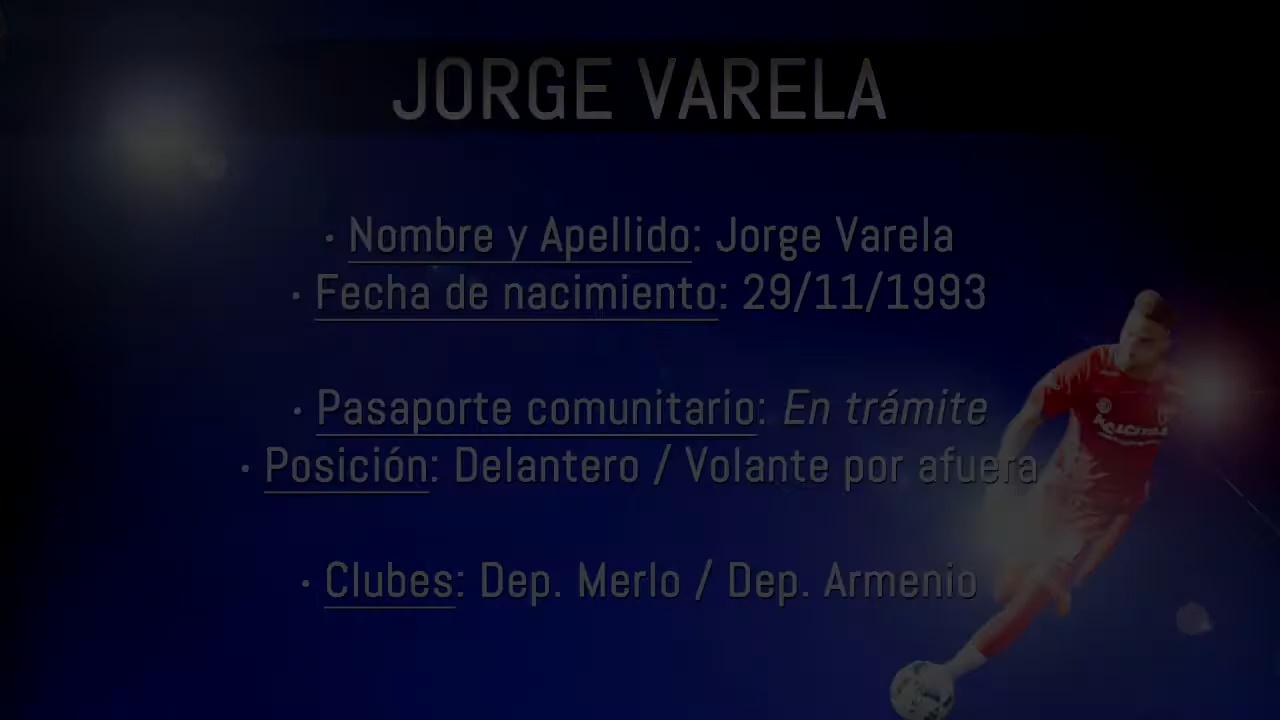 JORGE VARELA
• Nombre y Apellido: Jorge Varela
• Fecha de nacimiento: 29/11/1993
• Pasaporte comunitario: En trámite
• Posición: Delantero / Volante por afuera
• Clubes: Dep. Merlo / Dep. Armenio